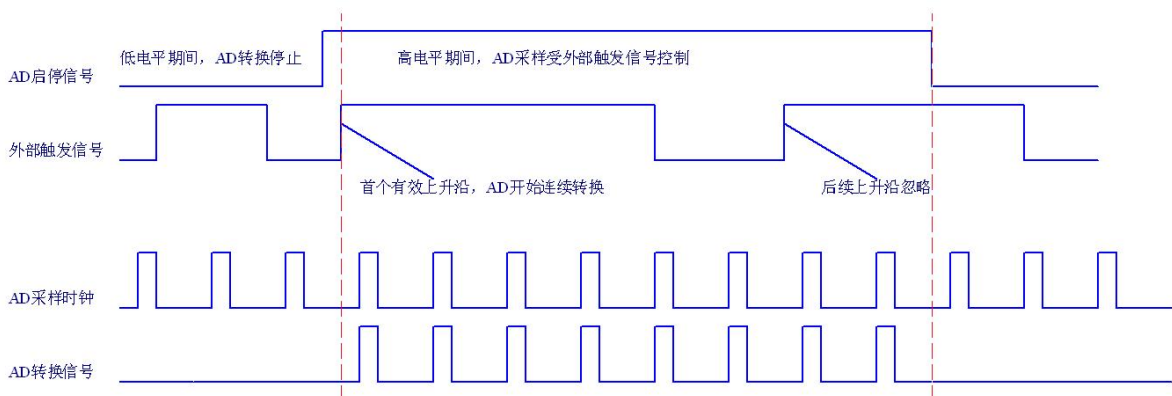 低电平期间，AD转换停止
高电平期间，AD采样受外部触发信号控制
AD启停信号
外部触发信号
首个有效上升沿，AD开始连续转换
后续上升沿忽略
AD采样时钟
AD转换信号